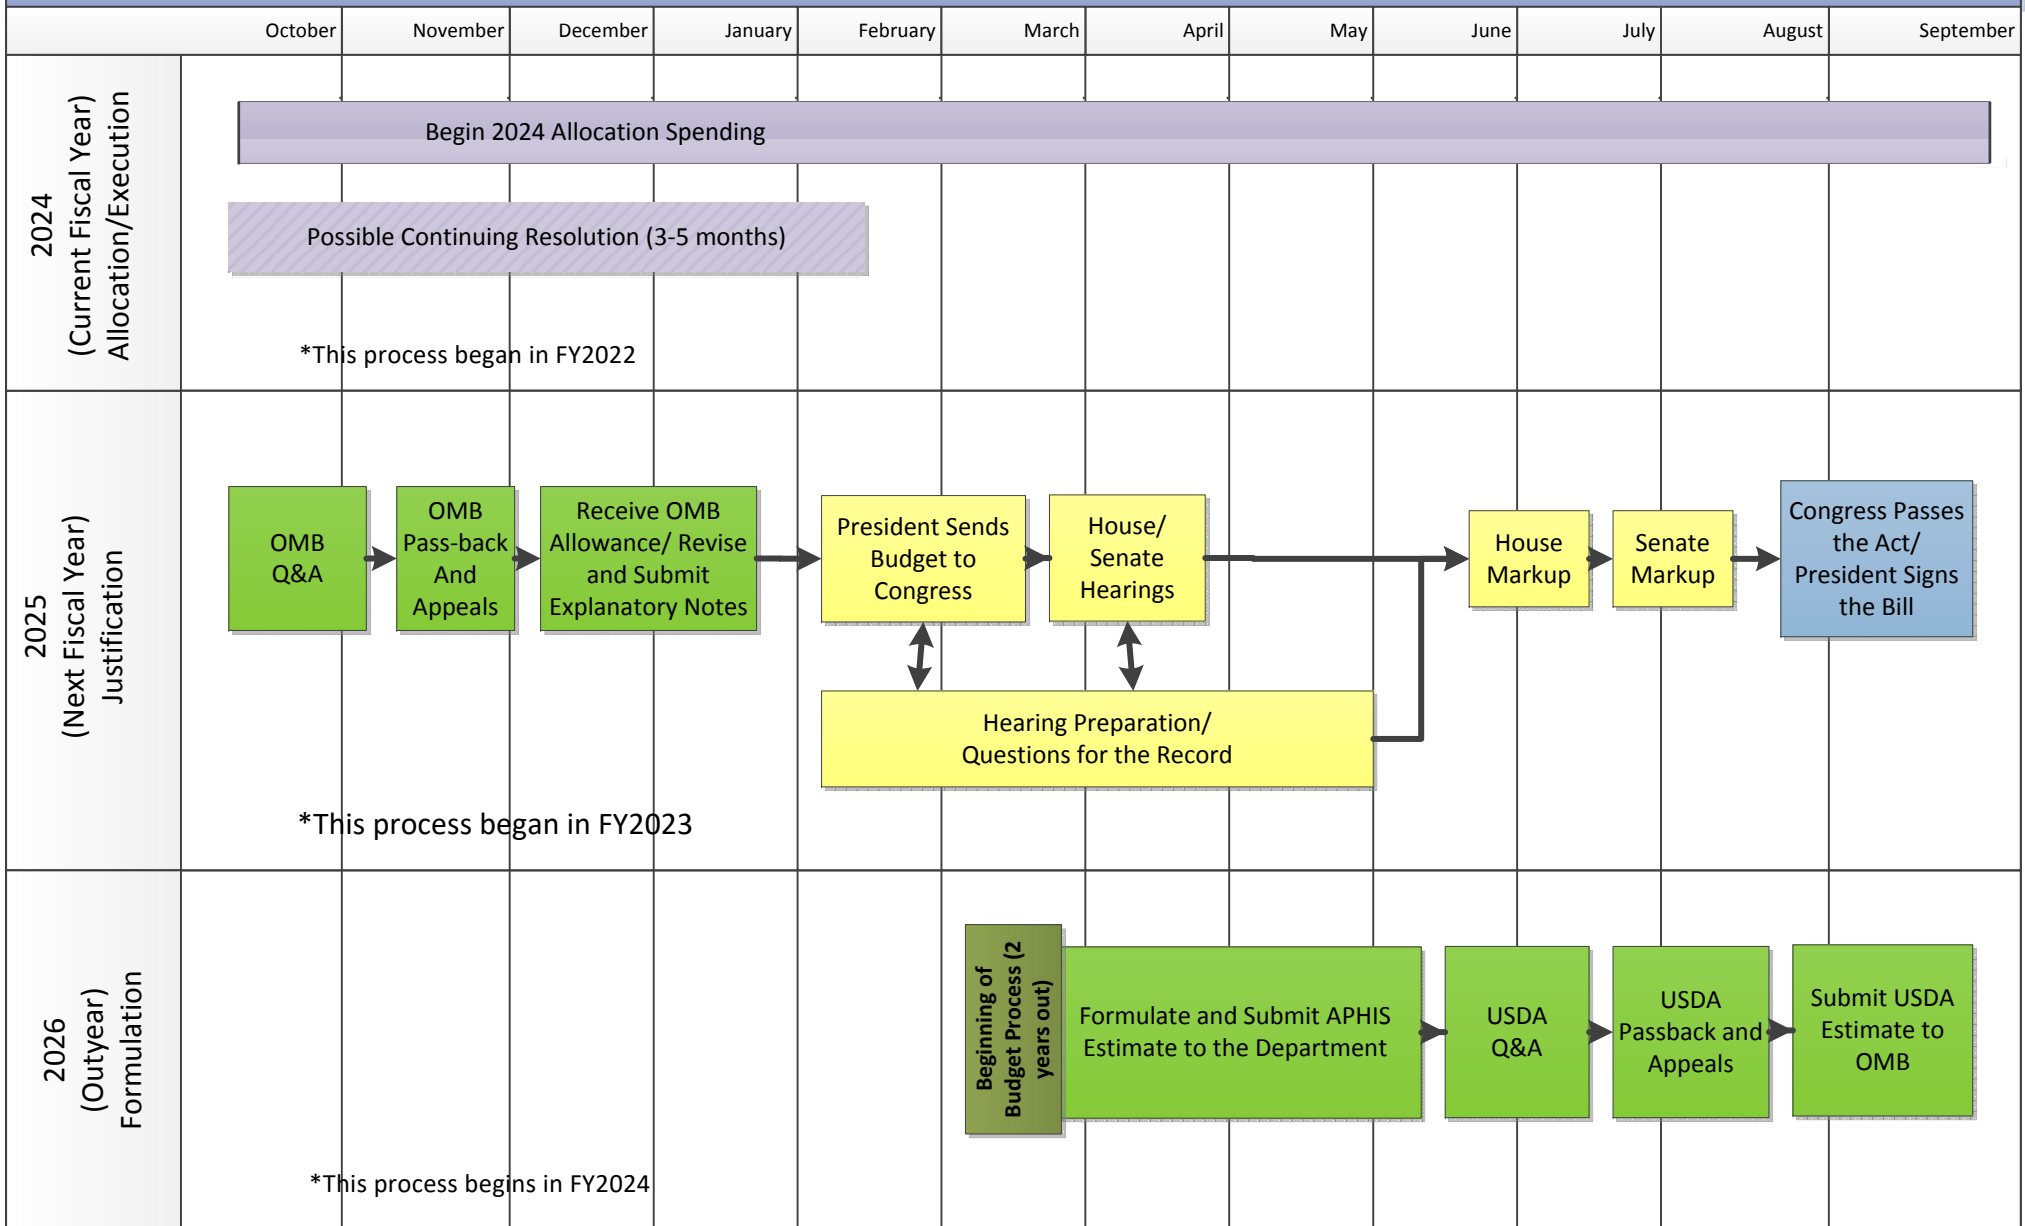 October
November
December
January
February
March
April
May
June
July
August
September
2024
(Current Fiscal Year)
Allocation/Execution
Begin 2024 Allocation Spending
Possible Continuing Resolution (3-5 months)
*This process began in FY2022
2025
(Next Fiscal Year)
Justification
OMB
Q&A
OMB
Pass-back
And
Appeals
Receive OMB
Allowance/ Revise
and Submit
Explanatory Notes
President Sends
Budget to
Congress
House/
Senate
Hearings
House
Markup
Senate
Markup
Congress Passes
the Act/
President Signs
the Bill
Hearing Preparation/
Questions for the Record
*This process began in FY2023
2026
(Outyear)
Formulation
Beginning of
Budget Process (2
years out)
Formulate and Submit APHIS
Estimate to the Department
USDA
Q&A
USDA
Passback and
Appeals
Submit USDA
Estimate to
OMB
*This process begins in FY2024